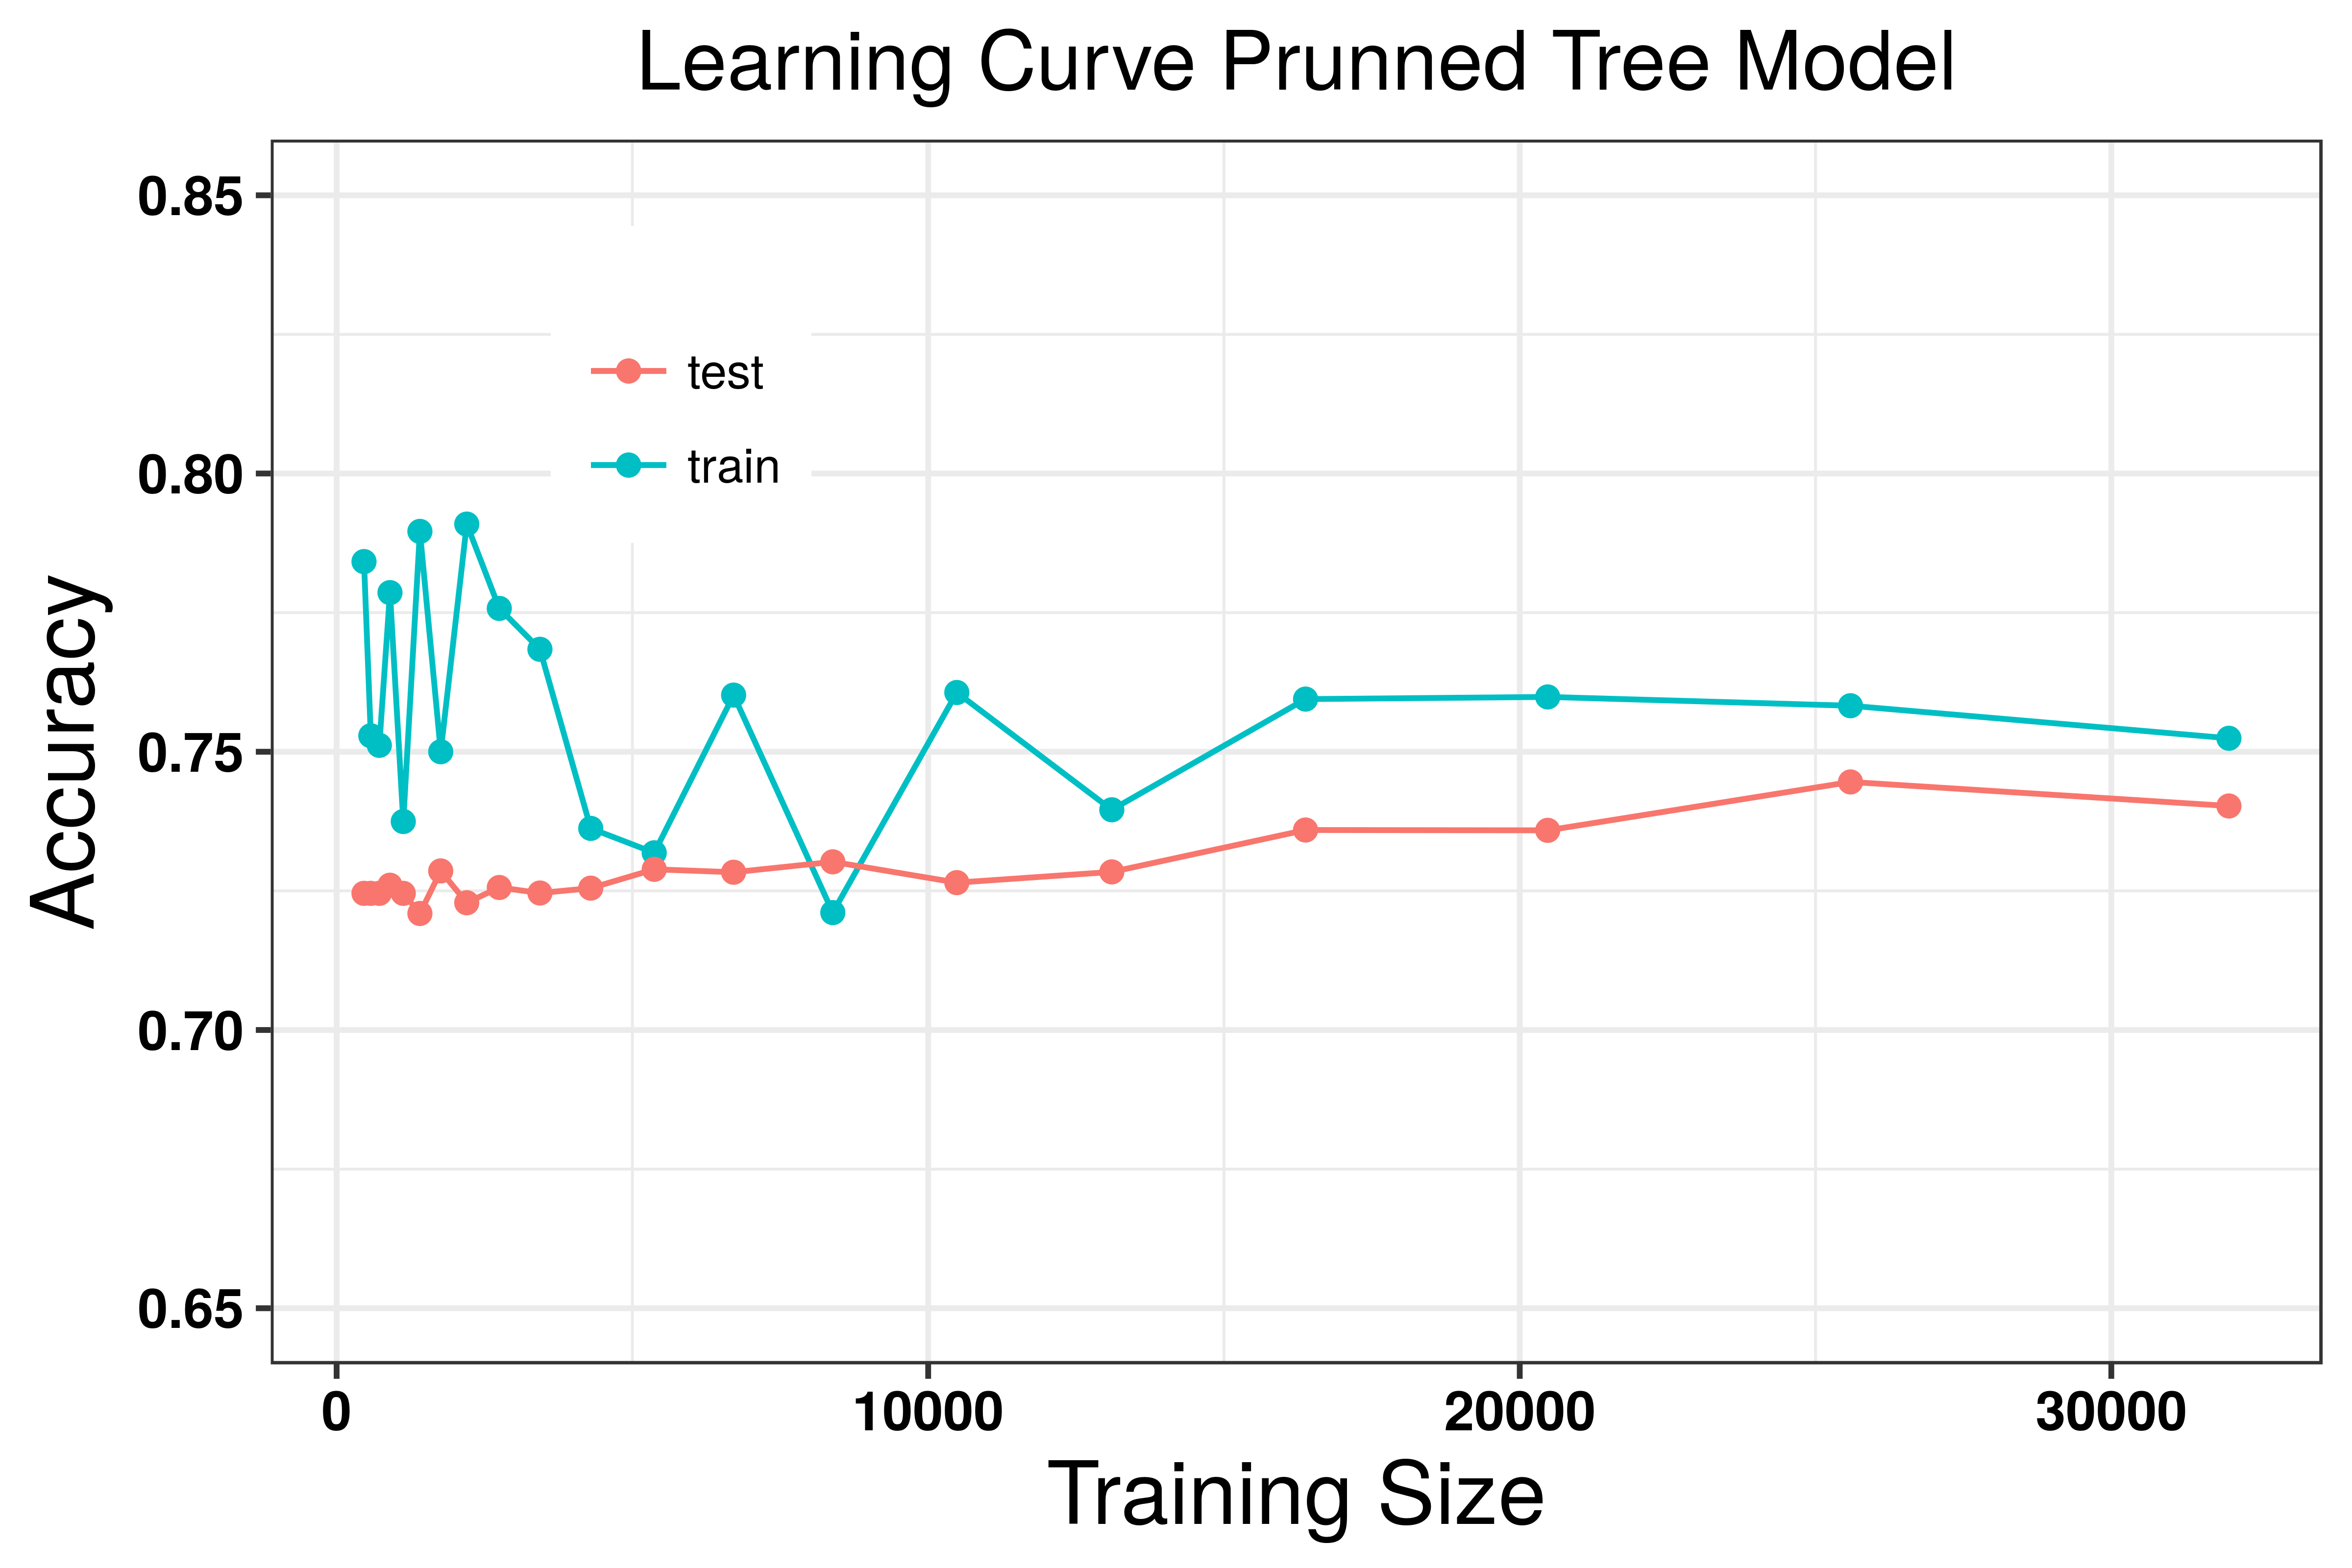 Learning Curve Prunned Tree Model
Accuracy
0.85
0.80
0.75
0.70
0.65
test
train
0 10000 20000 30000
Training Size